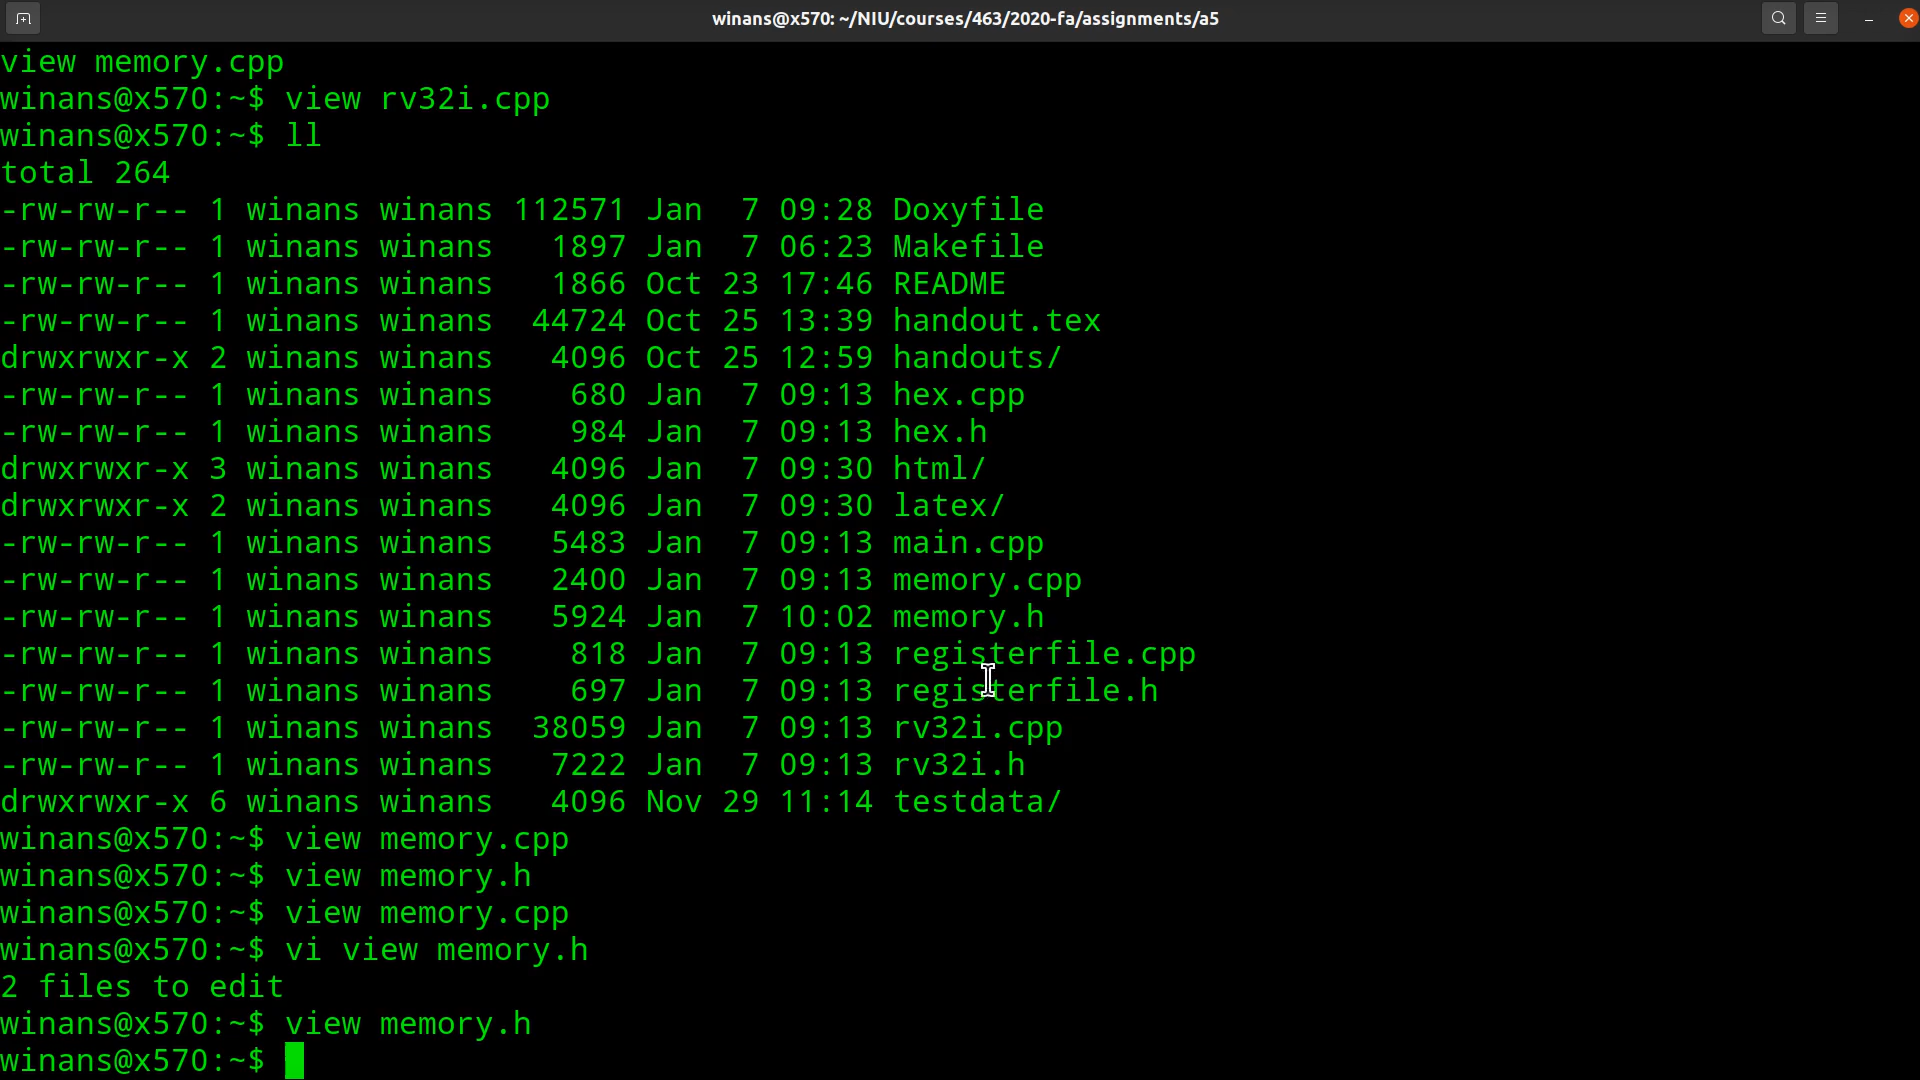 winans@x570: ~/NIU/courses/463/2020-fa/assignments/a5
view memory.cpp
winans@x570:~$ view rv32i.cpp
winans@x570:~$ ll
total 264
-rw-rw-r-- 1 winans winans 112571 Jan  7 09:28 Doxyfile
-rw-rw-r-- 1 winans winans   1897 Jan  7 06:23 Makefile
-rw-rw-r-- 1 winans winans   1866 Oct 23 17:46 README
-rw-rw-r-- 1 winans winans  44724 Oct 25 13:39 handout.tex
drwxrwxr-x 2 winans winans   4096 Oct 25 12:59 handouts/
-rw-rw-r-- 1 winans winans    680 Jan  7 09:13 hex.cpp
-rw-rw-r-- 1 winans winans    984 Jan  7 09:13 hex.h
drwxrwxr-x 3 winans winans   4096 Jan  7 09:30 html/
drwxrwxr-x 2 winans winans   4096 Jan  7 09:30 latex/
-rw-rw-r-- 1 winans winans   5483 Jan  7 09:13 main.cpp
-rw-rw-r-- 1 winans winans   2400 Jan  7 09:13 memory.cpp
-rw-rw-r-- 1 winans winans   5924 Jan  7 10:02 memory.h
-rw-rw-r-- 1 winans winans    818 Jan  7 09:13 registerfile.cpp
-rw-rw-r-- 1 winans winans    697 Jan  7 09:13 registerfile.h
-rw-rw-r-- 1 winans winans  38059 Jan  7 09:13 rv32i.cpp
-rw-rw-r-- 1 winans winans   7222 Jan  7 09:13 rv32i.h
drwxrwxr-x 6 winans winans   4096 Nov 29 11:14 testdata/
winans@x570:~$ view memory.cpp
winans@x570:~$ view memory.h
winans@x570:~$ view memory.cpp
winans@x570:~$ vi view memory.h
2 files to edit
winans@x570:~$ view memory.h
winans@x570:~$